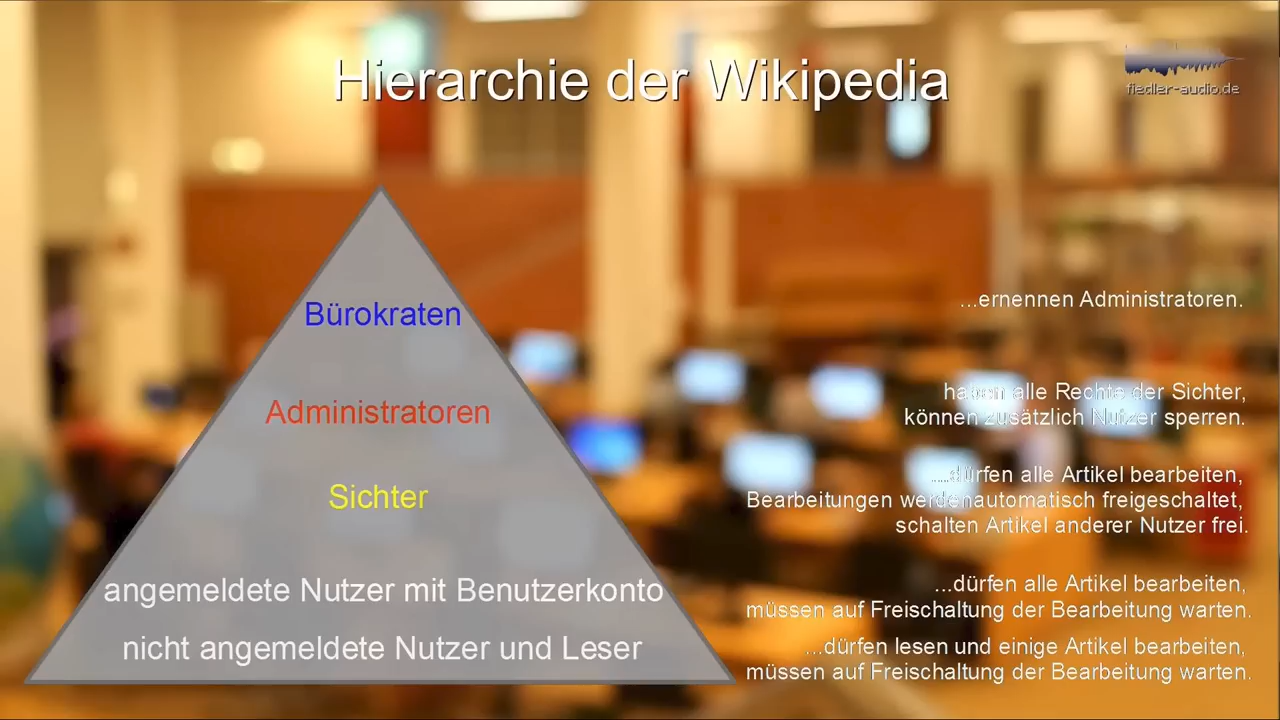 Hierarchie der Wikipedia
fiedler-audio.de
Bürokraten
...ernennen Administratoren.
Administratoren
haben alle Rechte der Sichter,
können zusätzlich Nutzer sperren.
Sichter
...dürfen alle Artikel bearbeiten,
Bearbeitungen werdenautomatisch freigeschaltet,
schalten Artikel anderer Nutzer frei.
angemeldete Nutzer mit Benutzerkonto
...dürfen alle Artikel bearbeiten,
müssen auf Freischaltung der Bearbeitung warten.
nicht angemeldete Nutzer und Leser
...dürfen lesen und einige Artikel bearbeiten,
müssen auf Freischaltung der Bearbeitung warten.